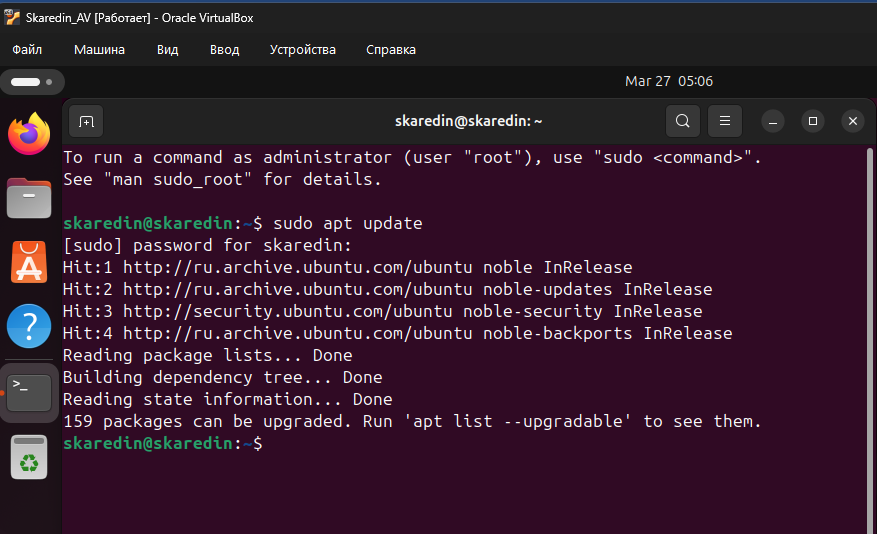 Skaredin_AV [Работает] - Oracle VirtualBox
Файл Машина Вид Ввод Устройства Справка
Mar 27 05:06
skaredin@skaredin: ~
To run a command as administrator (user "root"), use "sudo <command>".
See "man sudo_root" for details.
skaredin@skaredin:~$ sudo apt update
[sudo] password for skaredin:
Hit:1 http://ru.archive.ubuntu.com/ubuntu noble InRelease
Hit:2 http://ru.archive.ubuntu.com/ubuntu noble-updates InRelease
Hit:3 http://security.ubuntu.com/ubuntu noble-security InRelease
Hit:4 http://ru.archive.ubuntu.com/ubuntu noble-backports InRelease
Reading package lists... Done
Building dependency tree... Done
Reading state information... Done
159 packages can be upgraded. Run 'apt list --upgradable' to see them.
skaredin@skaredin:~$